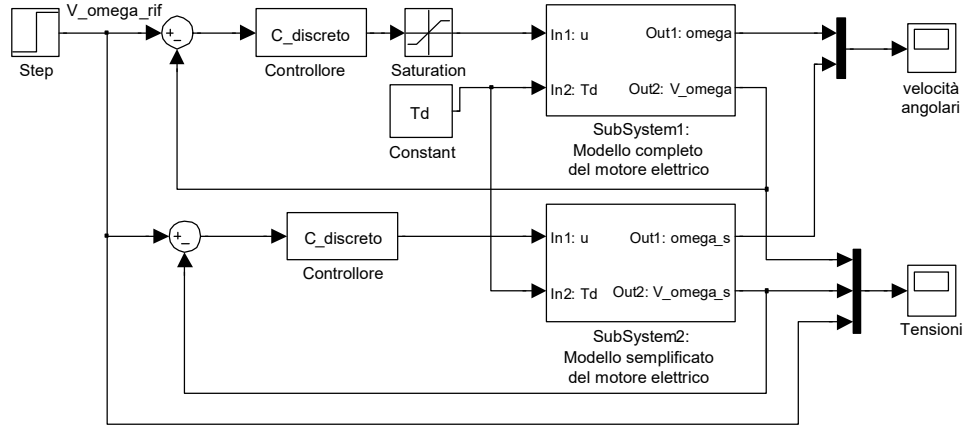 V_omega_rif
Step
+
-
C_discreto
Controllore
Saturation
Td
Constant
In1: u
Out1: omega
In2: Td
Out2: V_omega
SubSystem1:
Modello completo
del motore elettrico
velocità
angolari
+
-
C_discreto
Controllore
In1: u
Out1: omega_s
In2: Td
Out2: V_omega_s
SubSystem2:
Modello semplificato
del motore elettrico
Tensioni